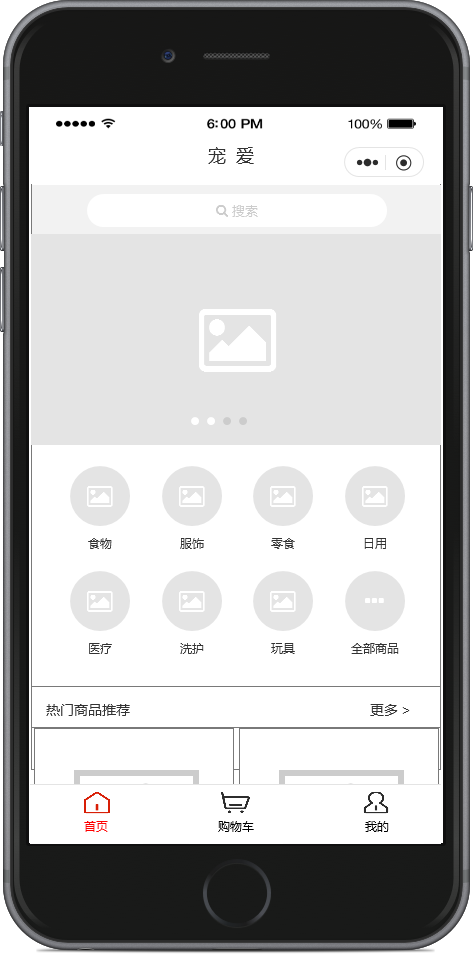 6:00 PM 100%
宠 爱
搜索
食物 服饰 零食 日用
医疗 洗护 玩具 全部商品
热门商品推荐 更多 >
首页 购物车 我的